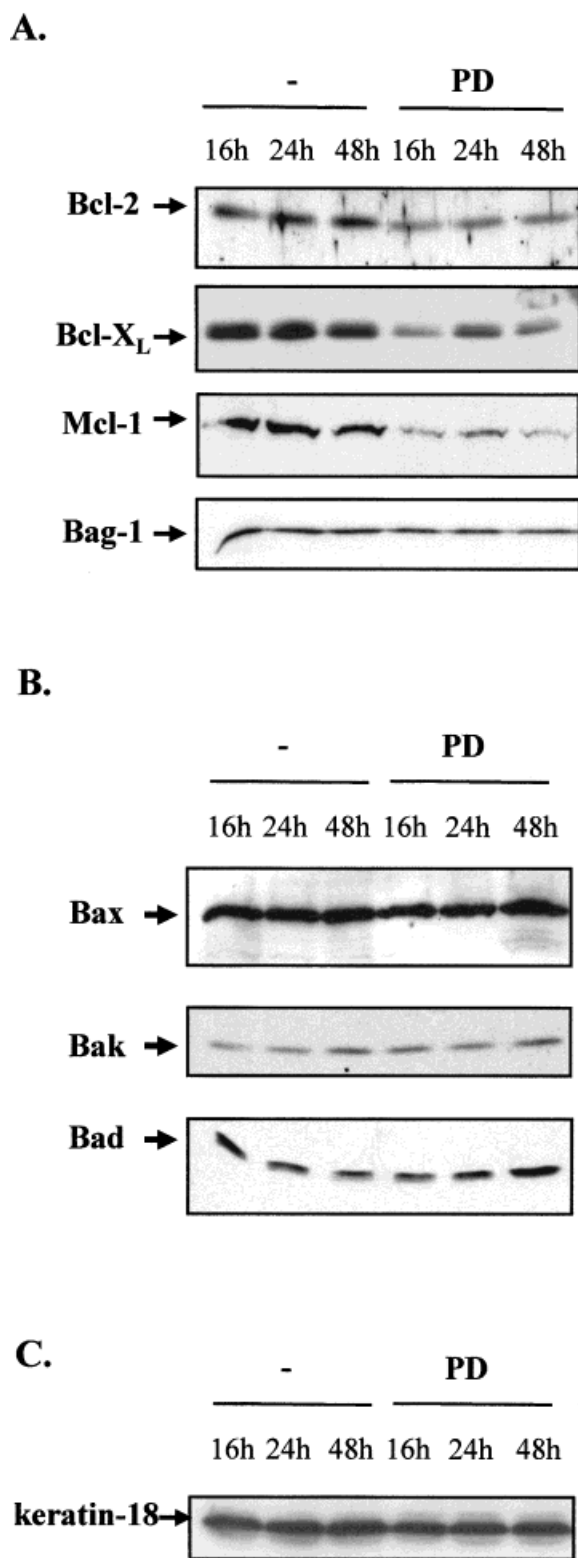 A.
- PD
16h 24h 48h 16h 24h 48h
Bcl-2
Bcl-XL
Mcl-1
Bag-1
B.
- PD
16h 24h 48h 16h 24h 48h
Bax
Bak
Bad
C.
- PD
16h 24h 48h 16h 24h 48h
keratin-18